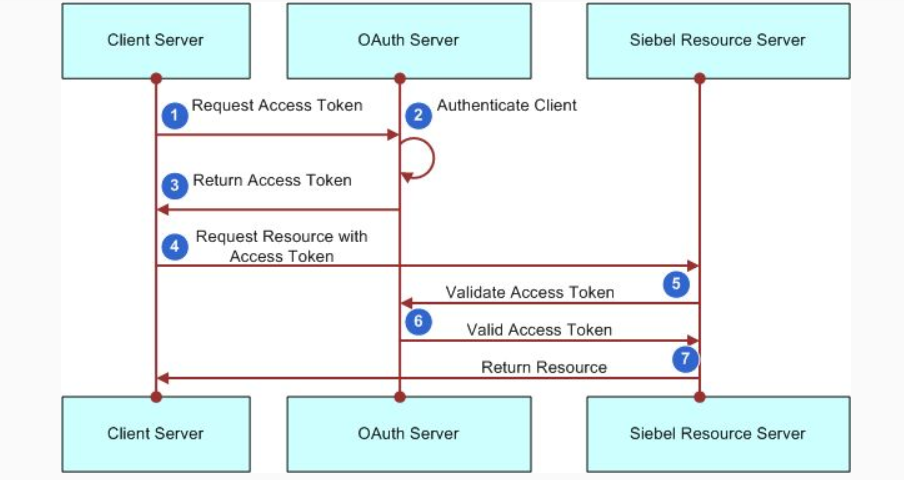 Client Server
OAuth Server
Siebel Resource Server
1 Request Access Token
2 Authenticate Client
3 Return Access Token
4 Request Resource with
Access Token
5
Validate Access Token
6
Valid Access Token
7
Return Resource
Client Server
OAuth Server
Siebel Resource Server